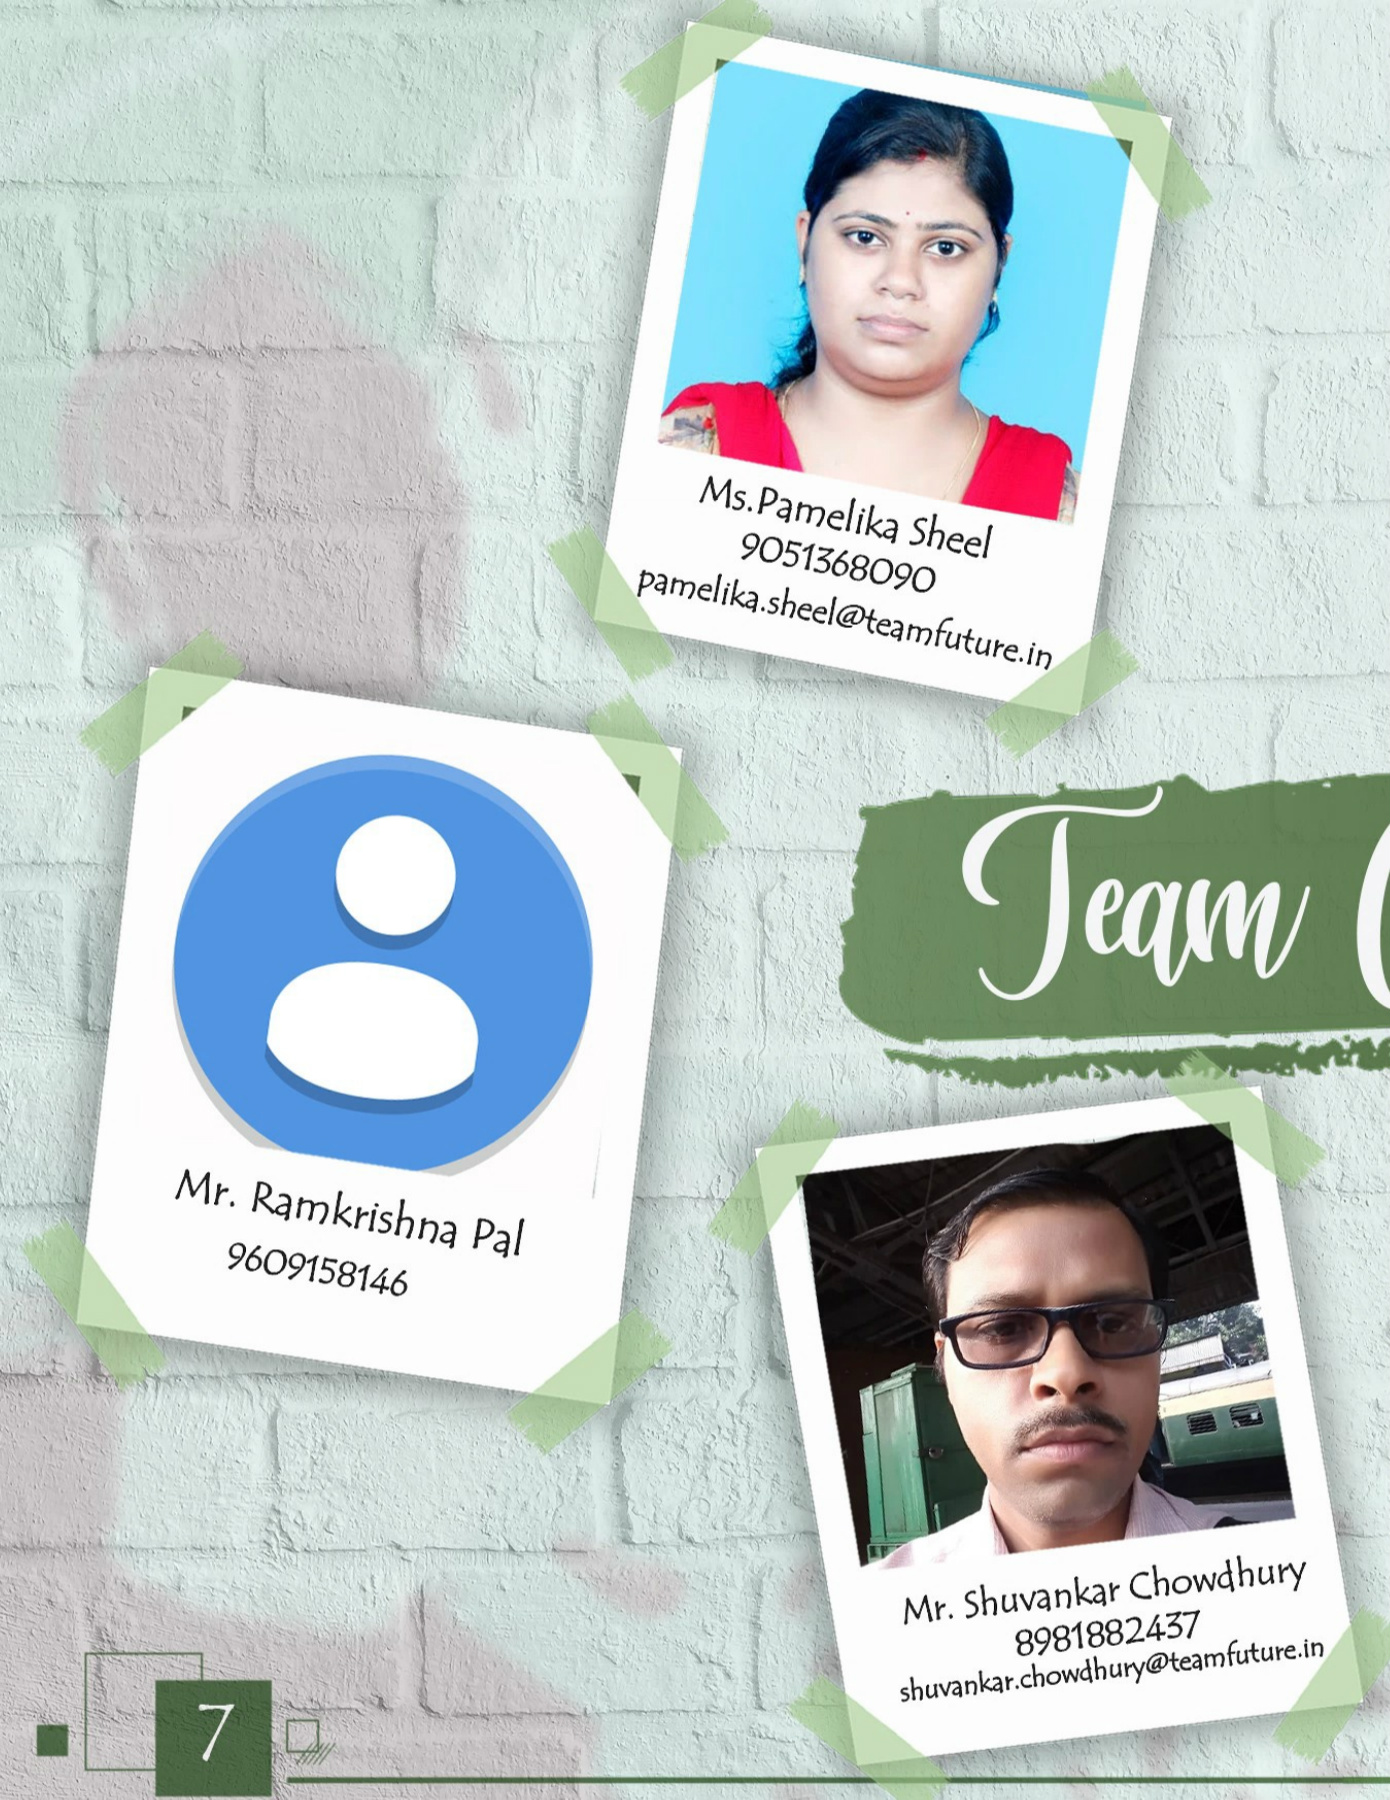 Ms.Pamelika Sheel
9051368090
pamelika.sheel@teamfuture.in
Mr. Ramkrishna Pal
9609158146
Team
Mr. Shuvankar Chowdhury
8981882437
shuvankar.chowdhury@teamfuture.in
7